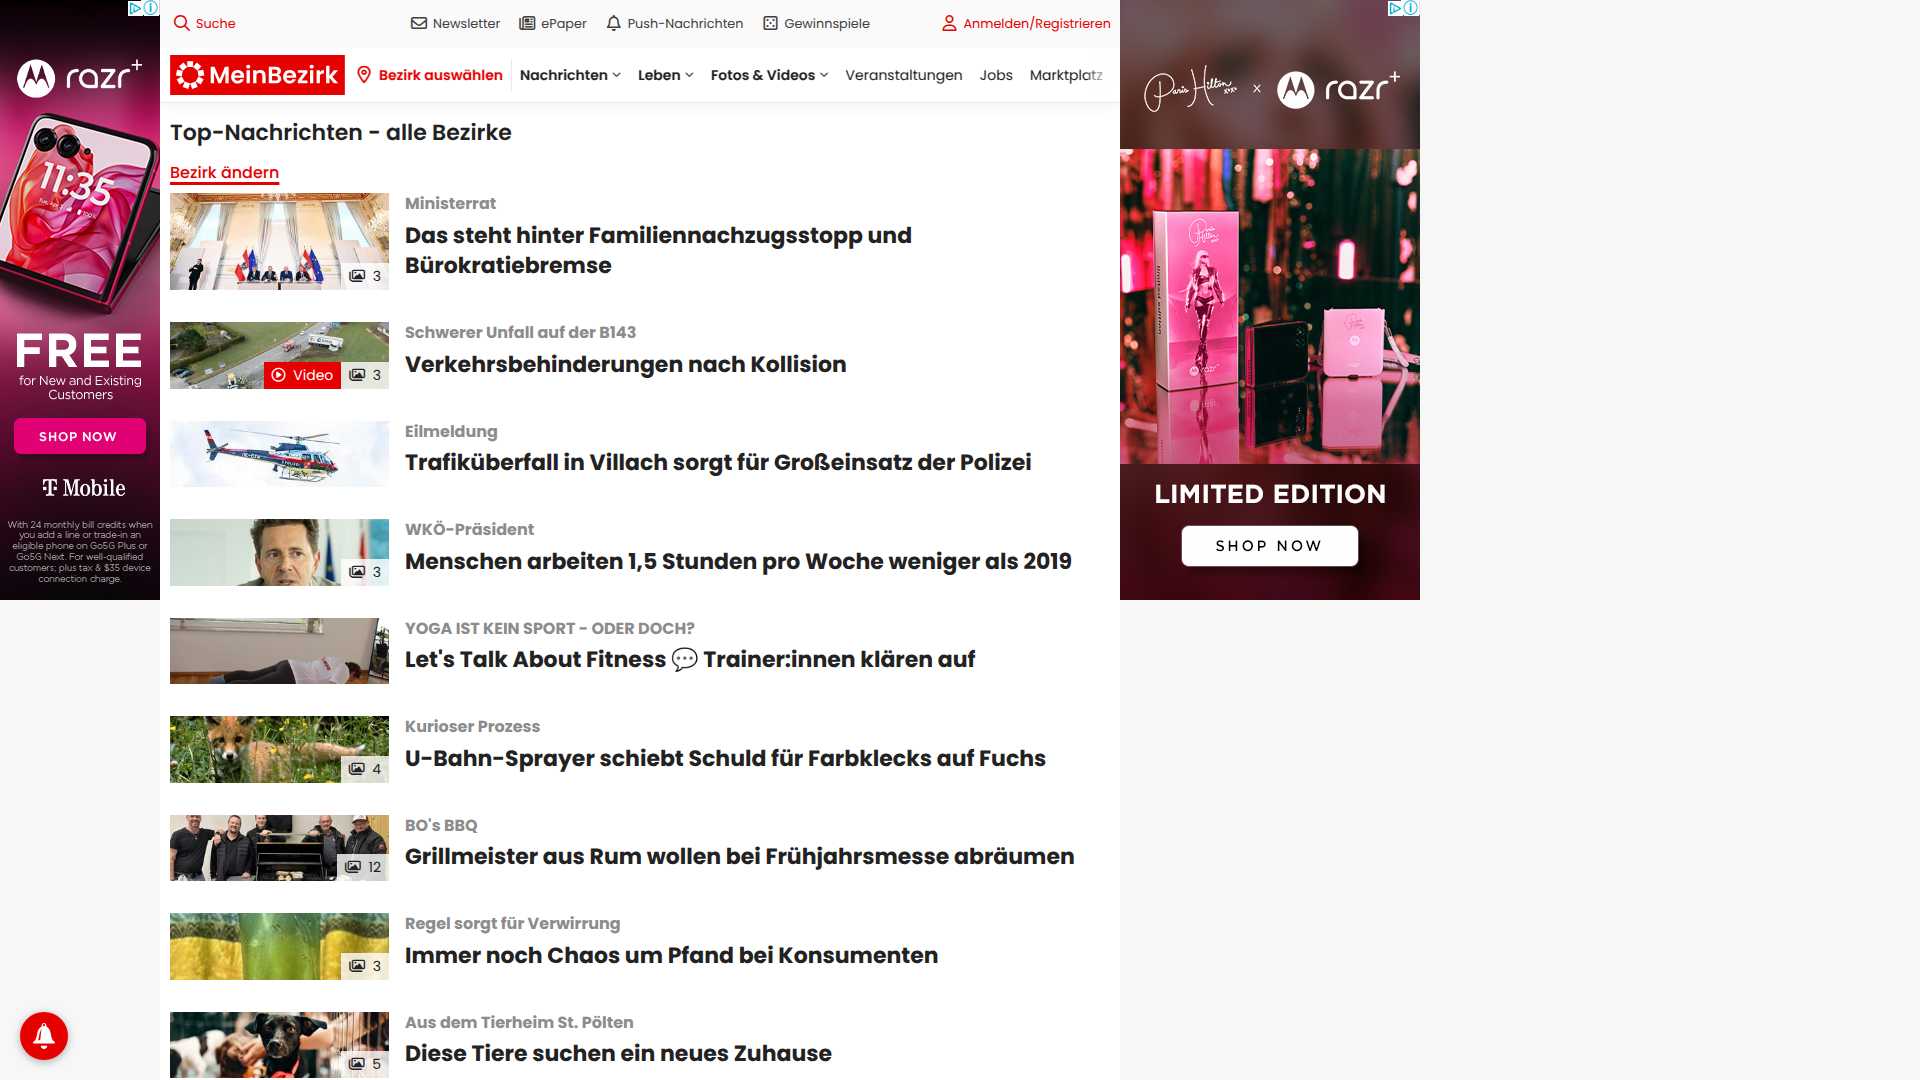 Suche
Newsletter
ePaper
Push-Nachrichten
Gewinnspiele
Anmelden/Registrieren
MeinBezirk
Bezirk auswählen
Nachrichten
Leben
Fotos & Videos
Veranstaltungen
Jobs
Marktplatz
Top-Nachrichten - alle Bezirke
Bezirk ändern
Ministerrat
Das steht hinter Familiennachzugsstopp und
Bürokratiebremse
3
Schwerer Unfall auf der B143
Verkehrsbehinderungen nach Kollision
Video
3
Eilmeldung
Trafiküberfall in Villach sorgt für Großeinsatz der Polizei
WKÖ-Präsident
Menschen arbeiten 1,5 Stunden pro Woche weniger als 2019
3
YOGA IST KEIN SPORT - ODER DOCH?
Let's Talk About Fitness 💬 Trainer:innen klären auf
Kurioser Prozess
U-Bahn-Sprayer schiebt Schuld für Farbklecks auf Fuchs
4
BO's BBQ
Grillmeister aus Rum wollen bei Frühjahrsmesse abräumen
12
Regel sorgt für Verwirrung
Immer noch Chaos um Pfand bei Konsumenten
3
Aus dem Tierheim St. Pölten
Diese Tiere suchen ein neues Zuhause
5
razr+
11:35
FREE
for New and Existing
Customers
SHOP NOW
T Mobile
With 24 monthly bill credits when
you add a line or trade-in an
eligible phone on Go5G Plus or
Go5G Next. For well-qualified
customers; plus tax & $35 device
connection charge.
Paris Hilton
x
razr+
razr+
LIMITED EDITION
SHOP NOW